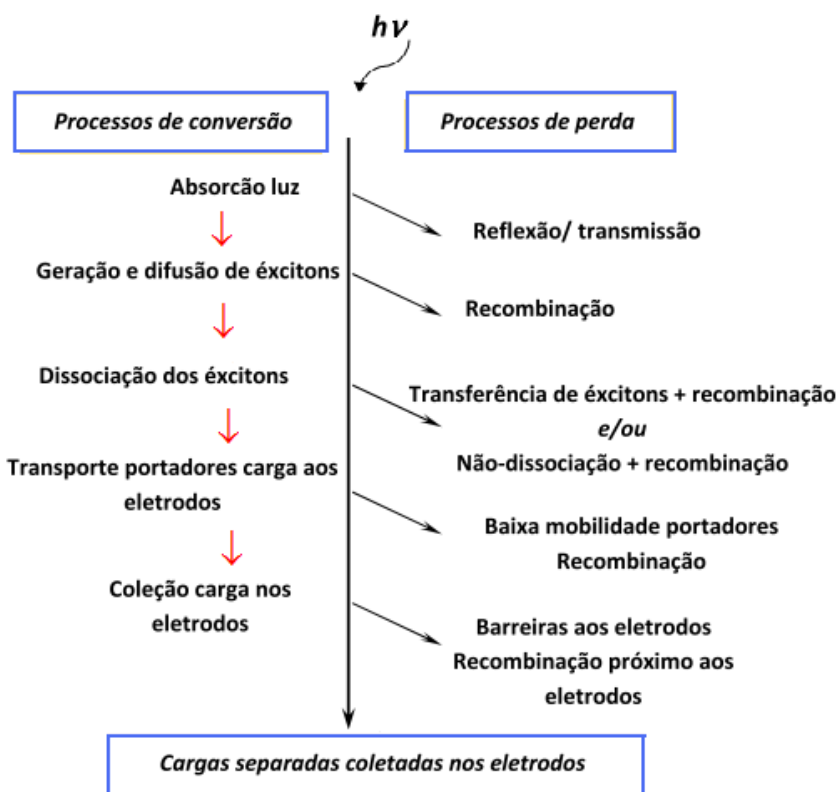 hν
Processos de conversão
Processos de perda
Absorcão luz
Reflexão/ transmissão
Geração e difusão de éxcitons
Recombinação
Dissociação dos éxcitons
Transferência de éxcitons + recombinação
e/ou
Não-dissociação + recombinação
Transporte portadores carga aos
eletrodos
Baixa mobilidade portadores
Recombinação
Coleção carga nos
eletrodos
Barreiras aos eletrodos
Recombinação próximo aos
eletrodos
Cargas separadas coletadas nos eletrodos